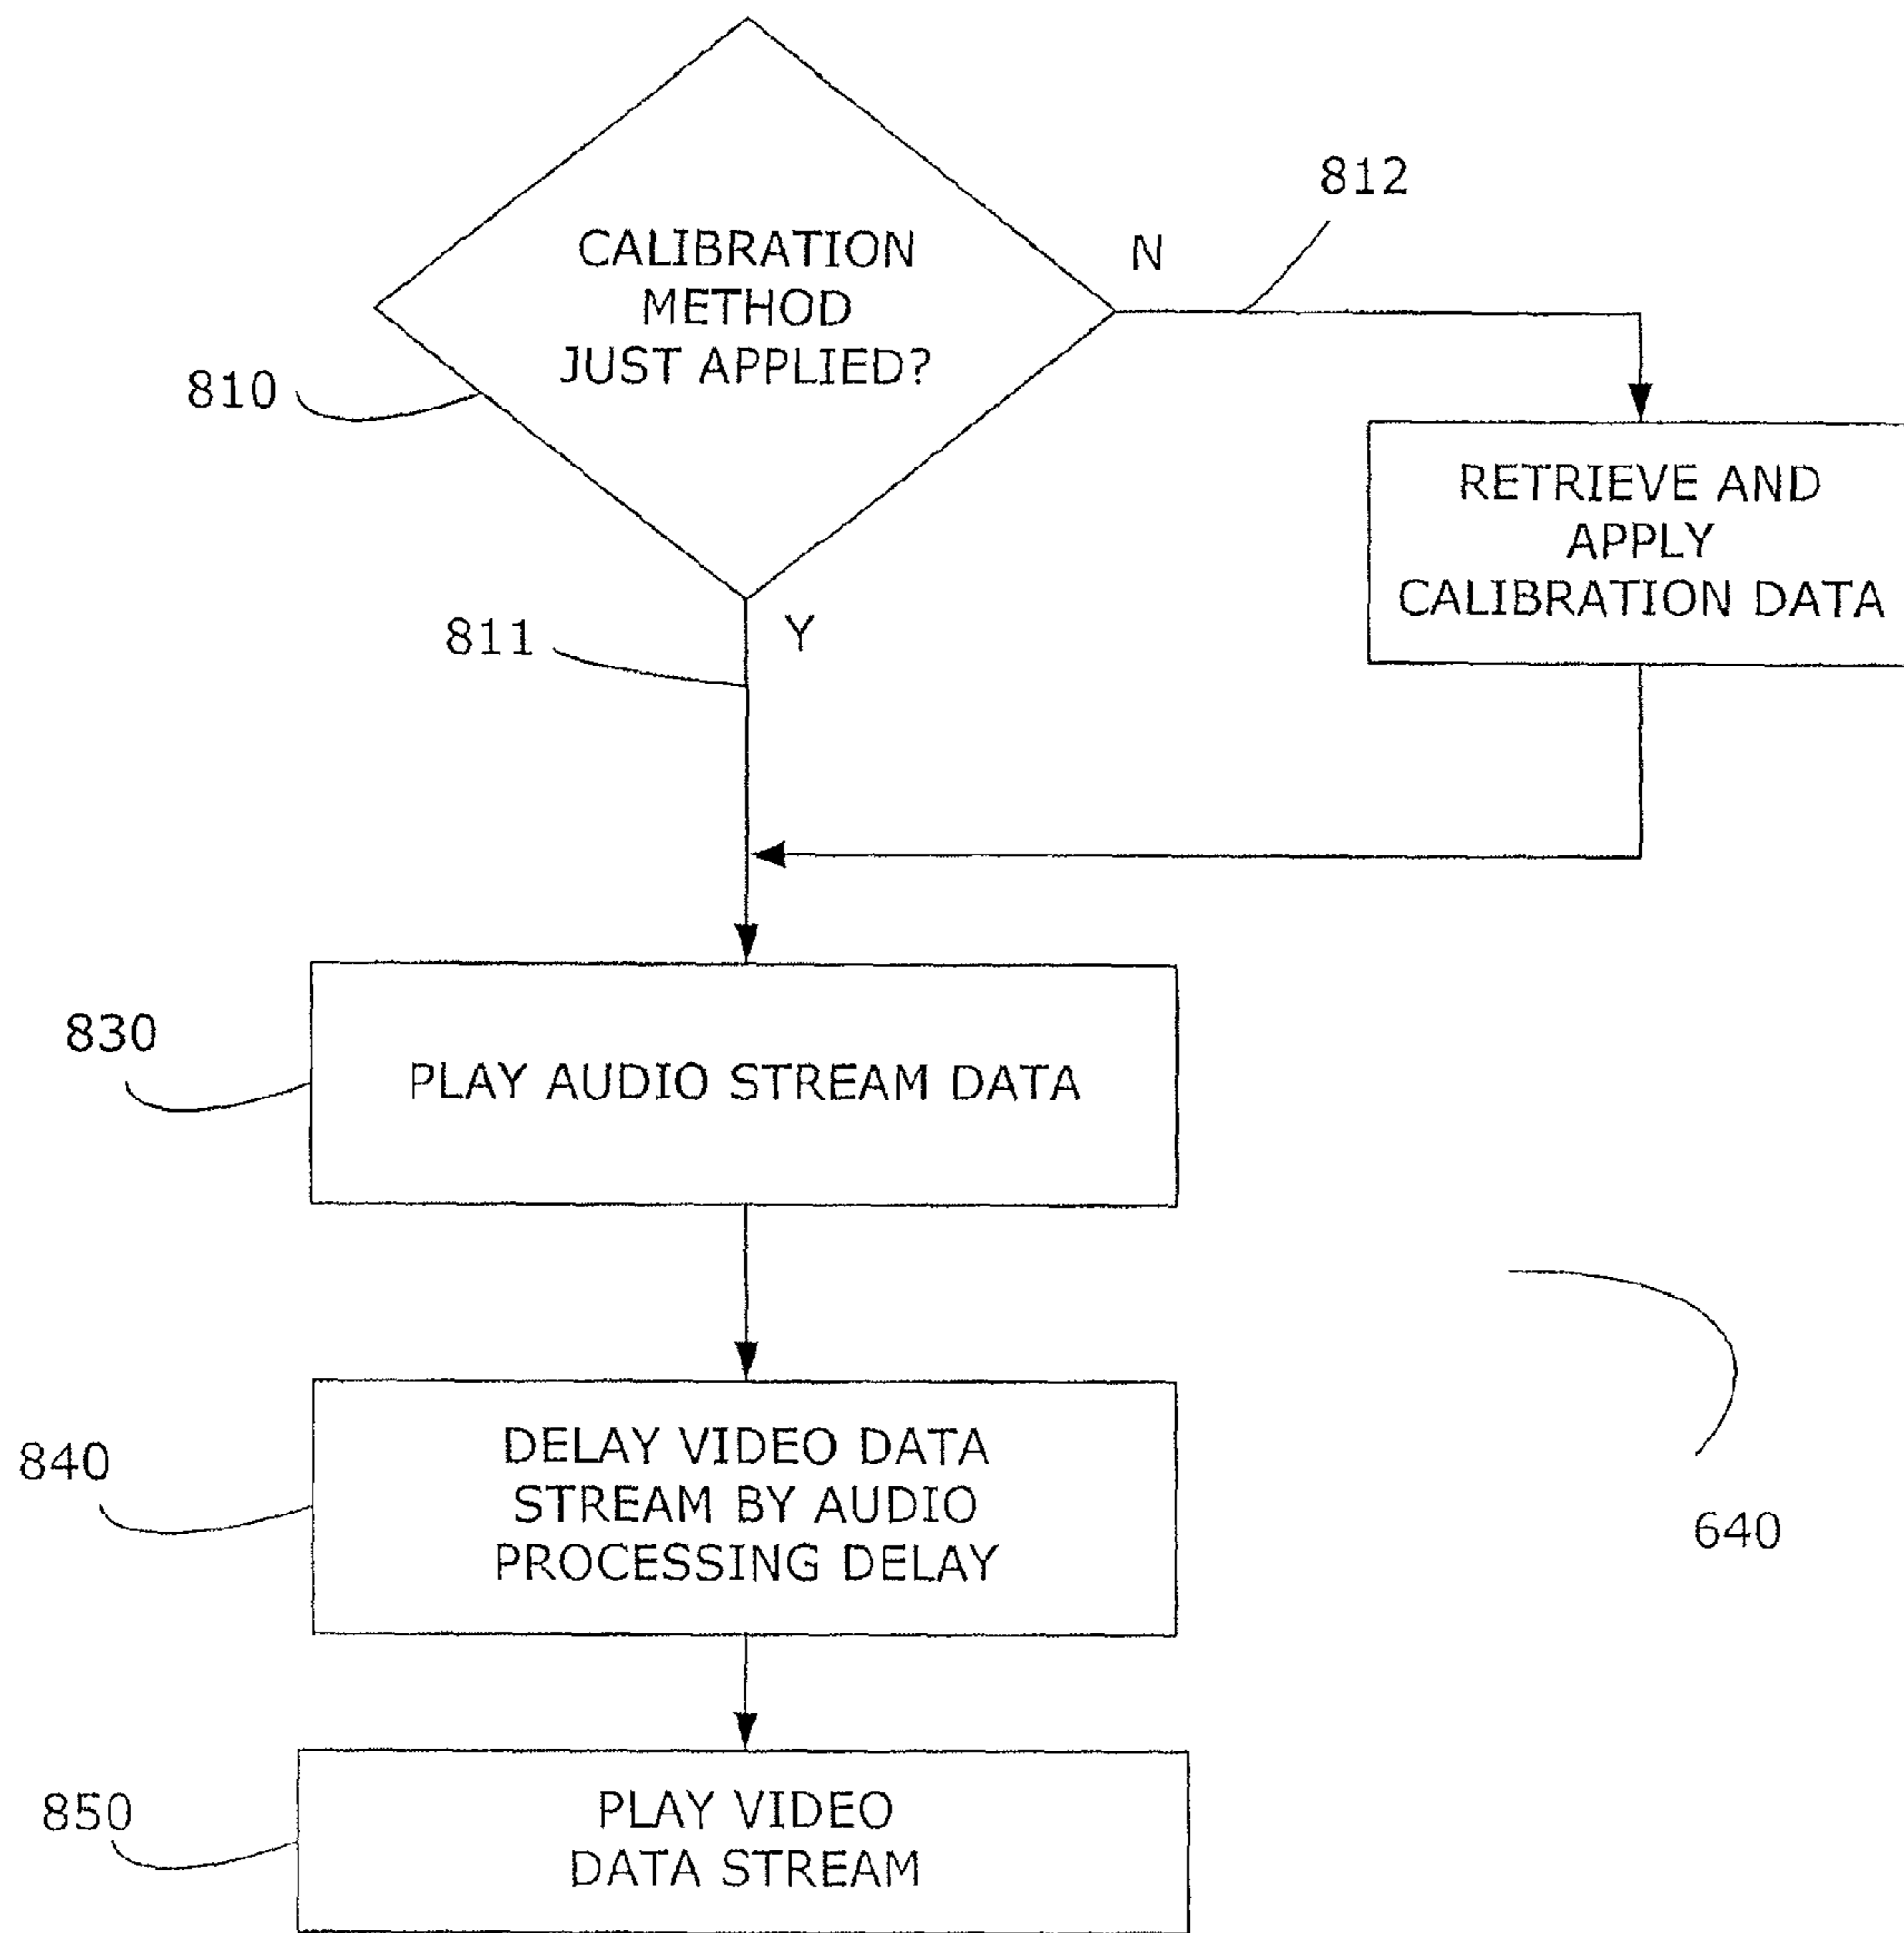 CALIBRATION
METHOD
JUST APPLIED?
810
N
812
RETRIEVE AND
APPLY
CALIBRATION DATA
811
Y
830
PLAY AUDIO STREAM DATA
840
DELAY VIDEO DATA
STREAM BY AUDIO
PROCESSING DELAY
640
850
PLAY VIDEO
DATA STREAM